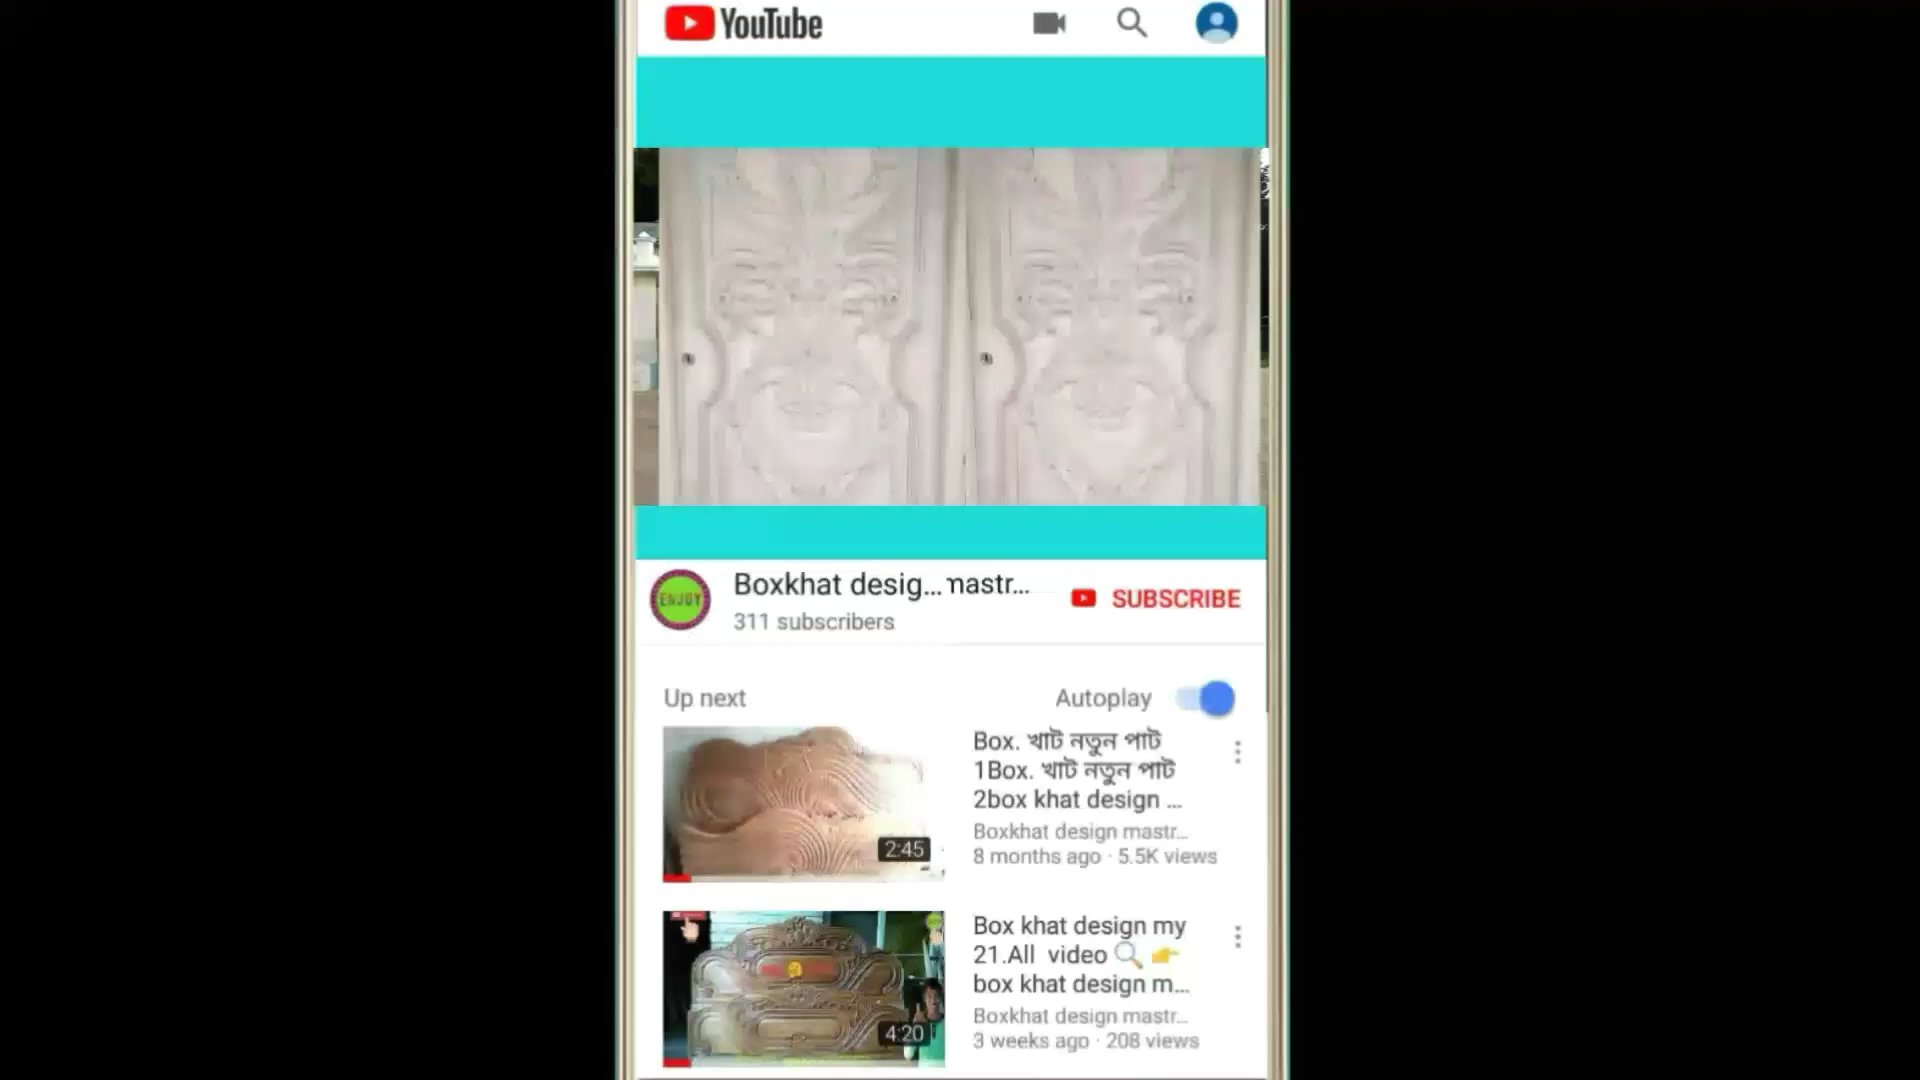 YouTube
Boxkhat desig... mastr...
SUBSCRIBE
311 subscribers
ENJOY
Up next
Autoplay
Box. খাট নতুন পাট
1Box. খাট নতুন পাট
2box khat design ...
Boxkhat design mastr...
8 months ago · 5.5K views
2:45
Box khat design my
21.All video 🔍 👉
box khat design m...
Boxkhat design mastr...
3 weeks ago · 208 views
4:20